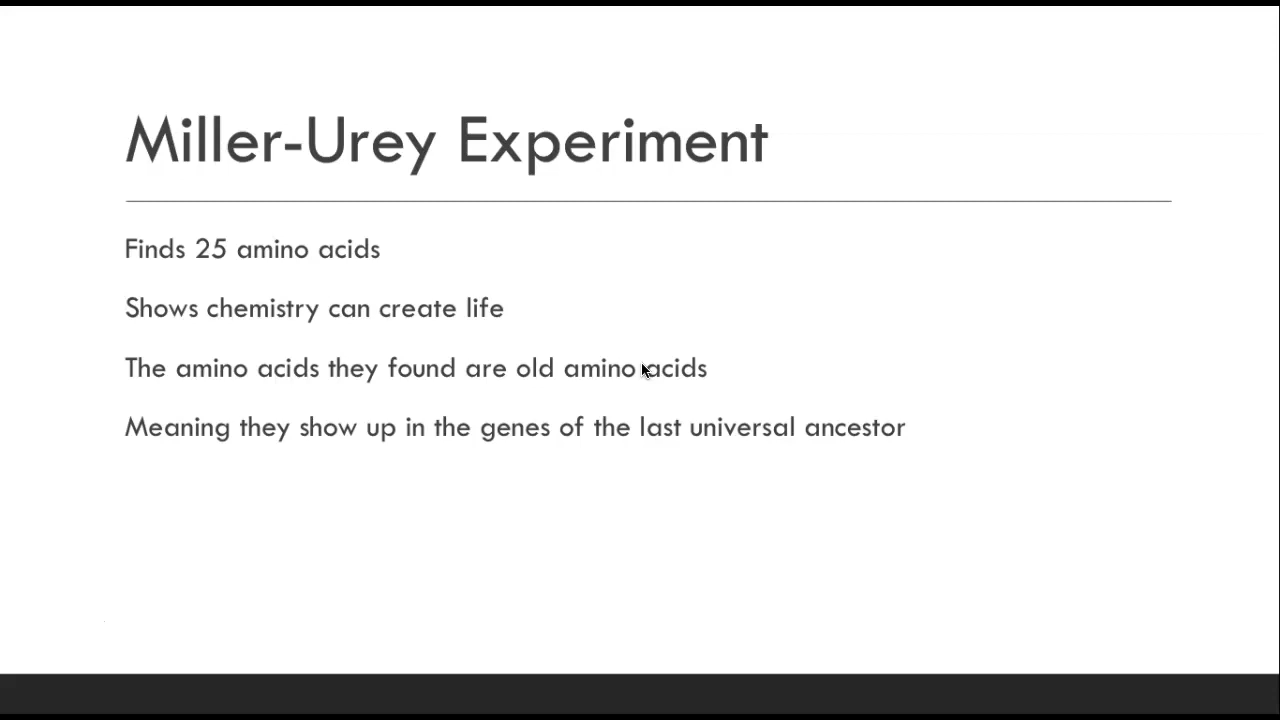 Miller-Urey Experiment
Finds 25 amino acids
Shows chemistry can create life
The amino acids they found are old amino acids
Meaning they show up in the genes of the last universal ancestor